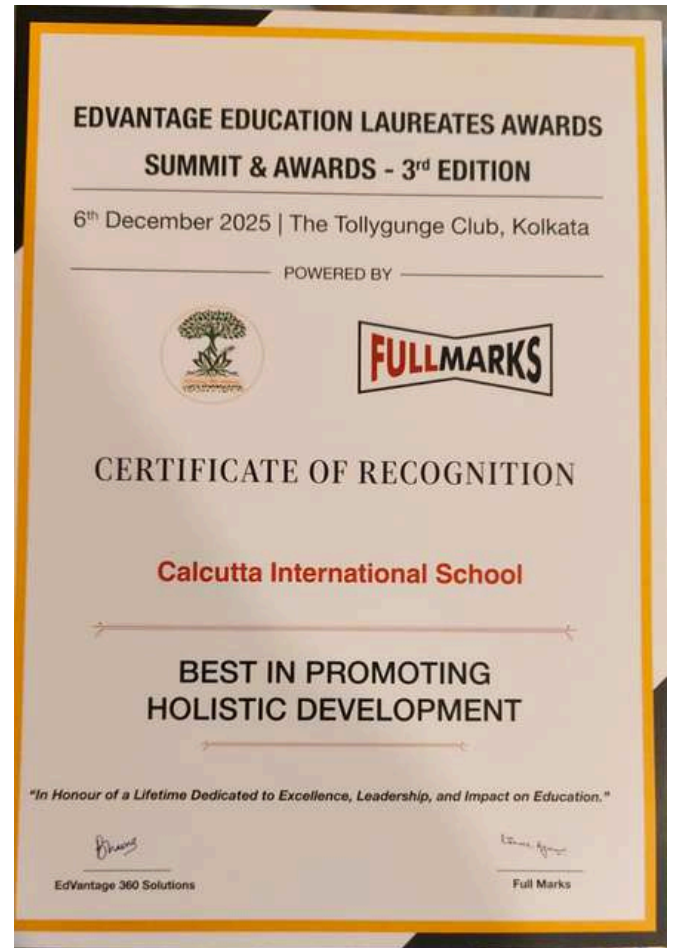 EDVANTAGE EDUCATION LAUREATES AWARDS
SUMMIT & AWARDS - 3rd EDITION
6th December 2025 | The Tollygunge Club, Kolkata
POWERED BY
FULLMARKS
CERTIFICATE OF RECOGNITION
Calcutta International School
BEST IN PROMOTING
HOLISTIC DEVELOPMENT
"In Honour of a Lifetime Dedicated to Excellence, Leadership, and Impact on Education."
EdVantage 360 Solutions
Full Marks